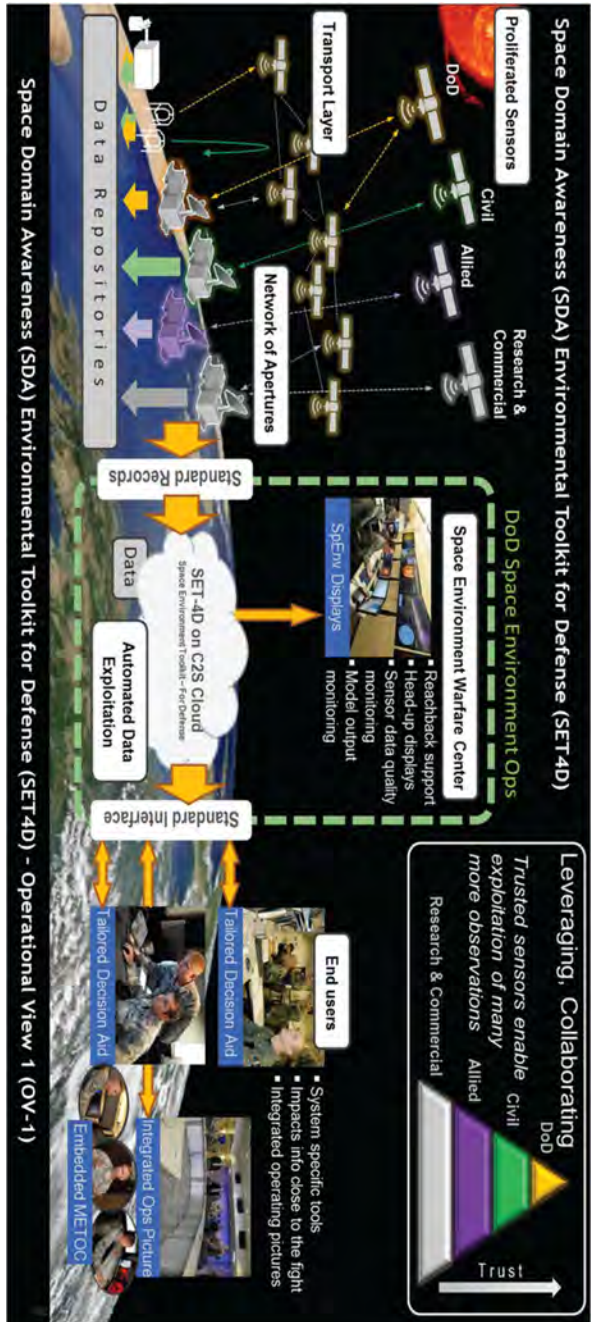 Space Domain Awareness (SDA) Environmental Toolkit for Defense (SET4D)
Proliferated Sensors
DoD
Civil
Allied
Research &
Commercial
Transport Layer
Network of Apertures
Data Repositories
Standard Records
DoD Space Environment Ops
Space Environment Warfare Center
SpEnv Displays
▪ Reachback support
▪ Head-up displays
▪ Sensor data quality
monitoring
▪ Model output
monitoring
SET-4D on C2S Cloud
Space Environment Toolkit – For Defense
Data
Automated Data
Exploitation
Standard Interface
Leveraging, Collaborating
Trusted sensors enable
exploitation of many
more observations
DoD
Civil
Allied
Research & Commercial
Trust
End users
Tailored Decision Aid
▪ System specific tools
▪ Impacts info close to the fight
▪ Integrated operating pictures
Tailored Decision Aid
Integrated Ops Picture
Embedded METOC
Space Domain Awareness (SDA) Environmental Toolkit for Defense (SET4D) - Operational View 1 (OV-1)